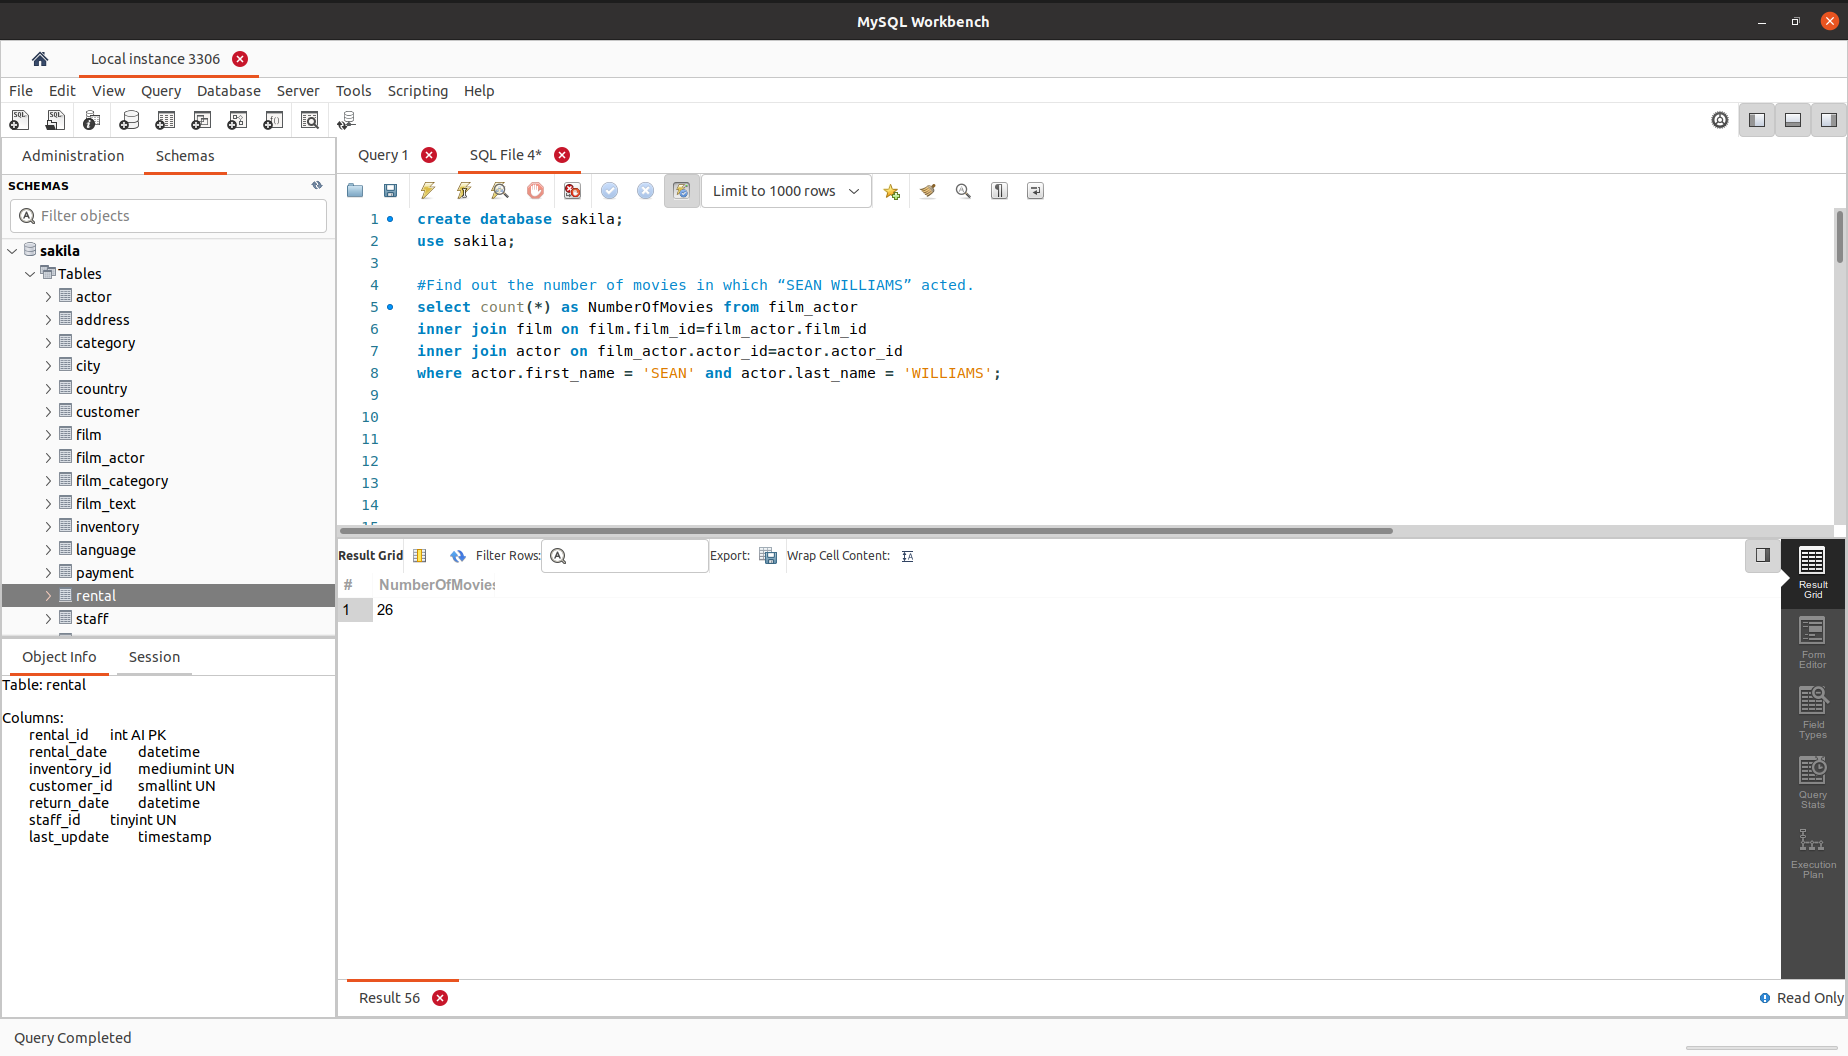 MySQL Workbench
Local instance 3306
File Edit View Query Database Server Tools Scripting Help
Administration Schemas
SCHEMAS
Filter objects
sakila
Tables
actor
address
category
city
country
customer
film
film_actor
film_category
film_text
inventory
language
payment
rental
staff
Object Info Session
Table: rental
Columns:
rental_id int AI PK
rental_date datetime
inventory_id mediumint UN
customer_id smallint UN
return_date datetime
staff_id tinyint UN
last_update timestamp
Query 1 SQL File 4*
Limit to 1000 rows
1 create database sakila;
2 use sakila;
3
4 #Find out the number of movies in which “SEAN WILLIAMS” acted.
5 select count(*) as NumberOfMovies from film_actor
6 inner join film on film.film_id=film_actor.film_id
7 inner join actor on film_actor.actor_id=actor.actor_id
8 where actor.first_name = 'SEAN' and actor.last_name = 'WILLIAMS';
9
10
11
12
13
14
15
Result Grid Filter Rows: Export: Wrap Cell Content:
# NumberOfMovies
1 26
Result
Grid
Form
Editor
Field
Types
Query
Stats
Execution
Plan
Result 56
Read Only
Query Completed